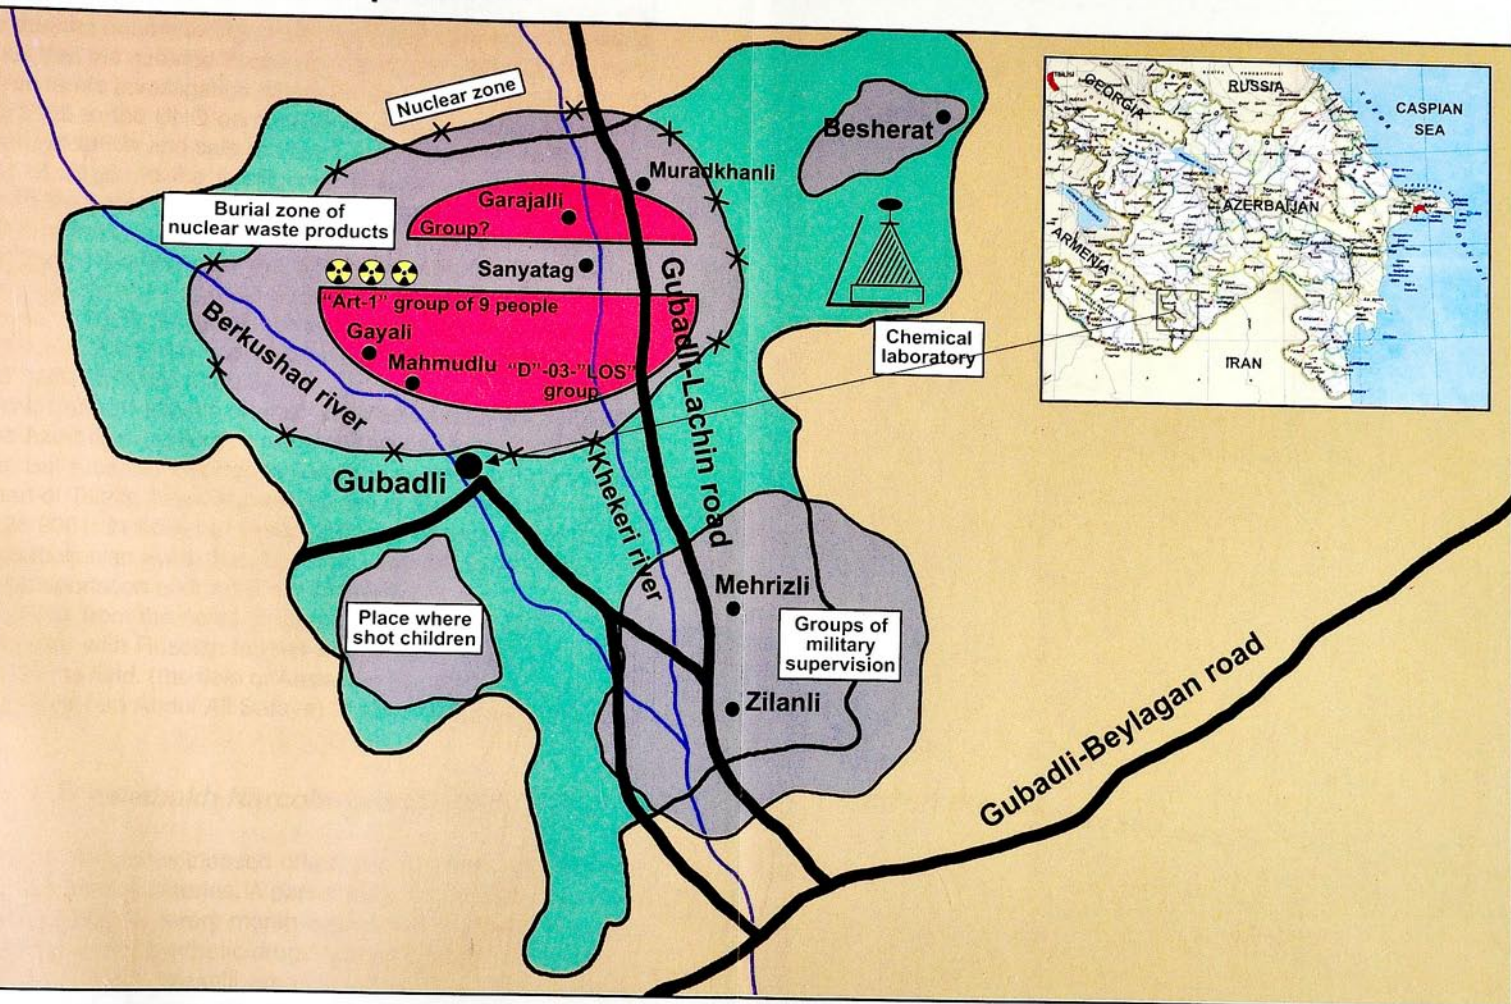 Nuclear zone
Besherat
Muradkhanli
Garajalli
Group?
Burial zone of
nuclear waste products
Sanyatag
"Art-1" group of 9 people
Gayali
Mahmudlu
"D"-03-"LOS"
group
Berkushad river
Gubadli-Lachin road
Chemical
laboratory
Gubadli
Khekeri river
Mehrizli
Place where
shot children
Groups of
military
supervision
Zilanli
Gubadli-Beylagan road
GEORGIA
RUSSIA
CASPIAN
SEA
AZERBAIJAN
ARMENIA
IRAN